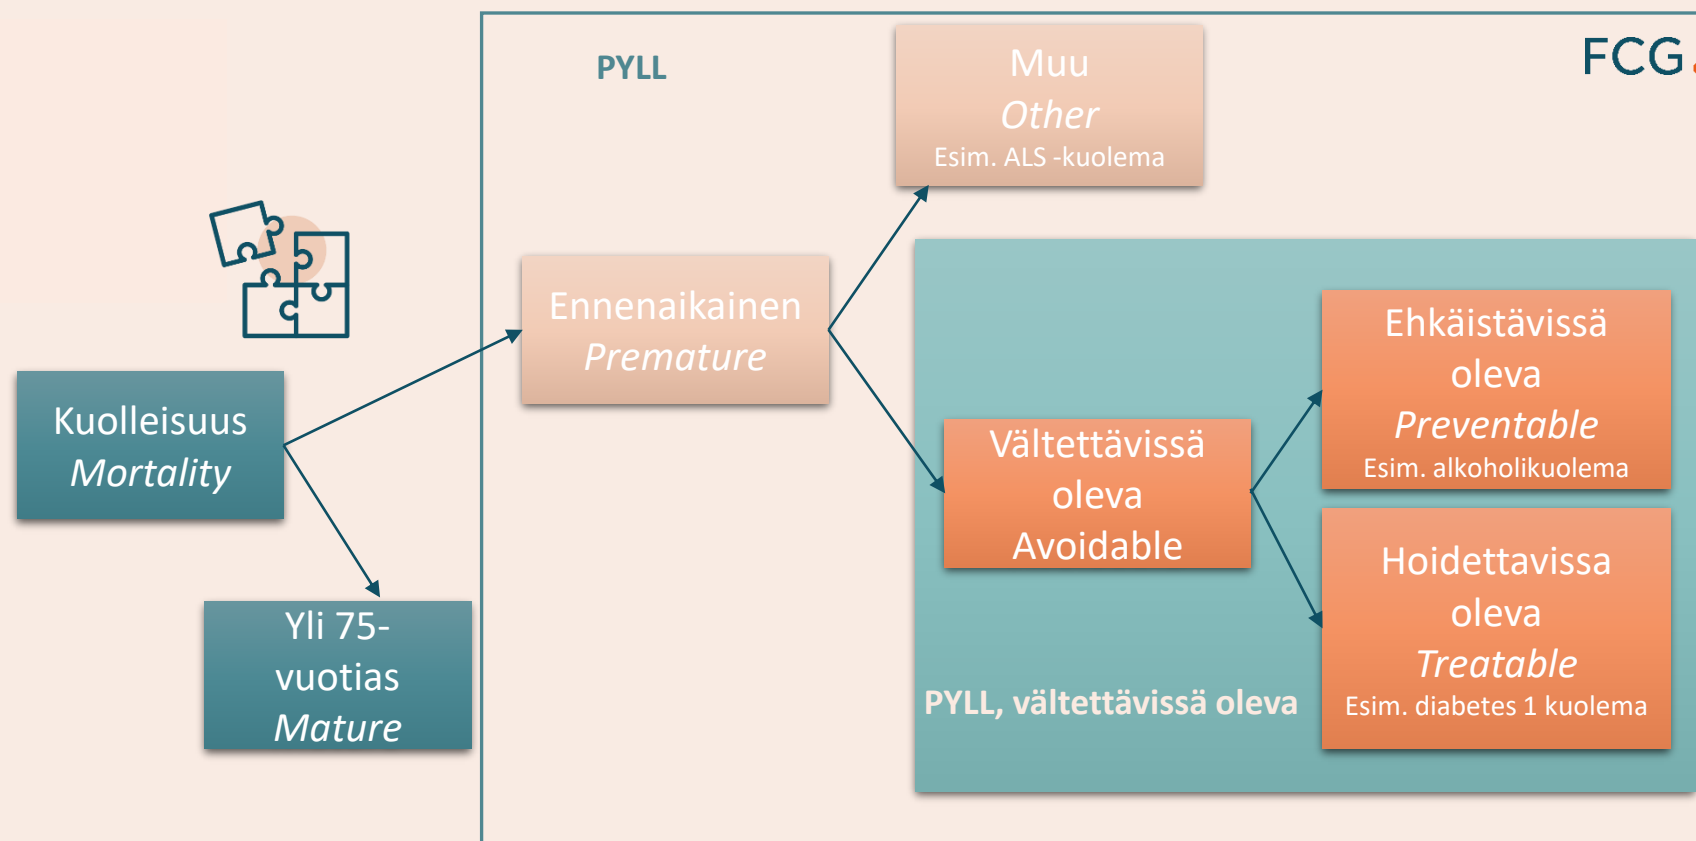 PYLL
FCG.
Muu
Other
Esim. ALS -kuolema
Ennenaikainen
Premature
Kuolleisuus
Mortality
Yli 75-
vuotias
Mature
Vältettävissä
oleva
Avoidable
Ehkäistävissä
oleva
Preventable
Esim. alkoholikuolema
Hoidettavissa
oleva
Treatable
Esim. diabetes 1 kuolema
PYLL, vältettävissä oleva